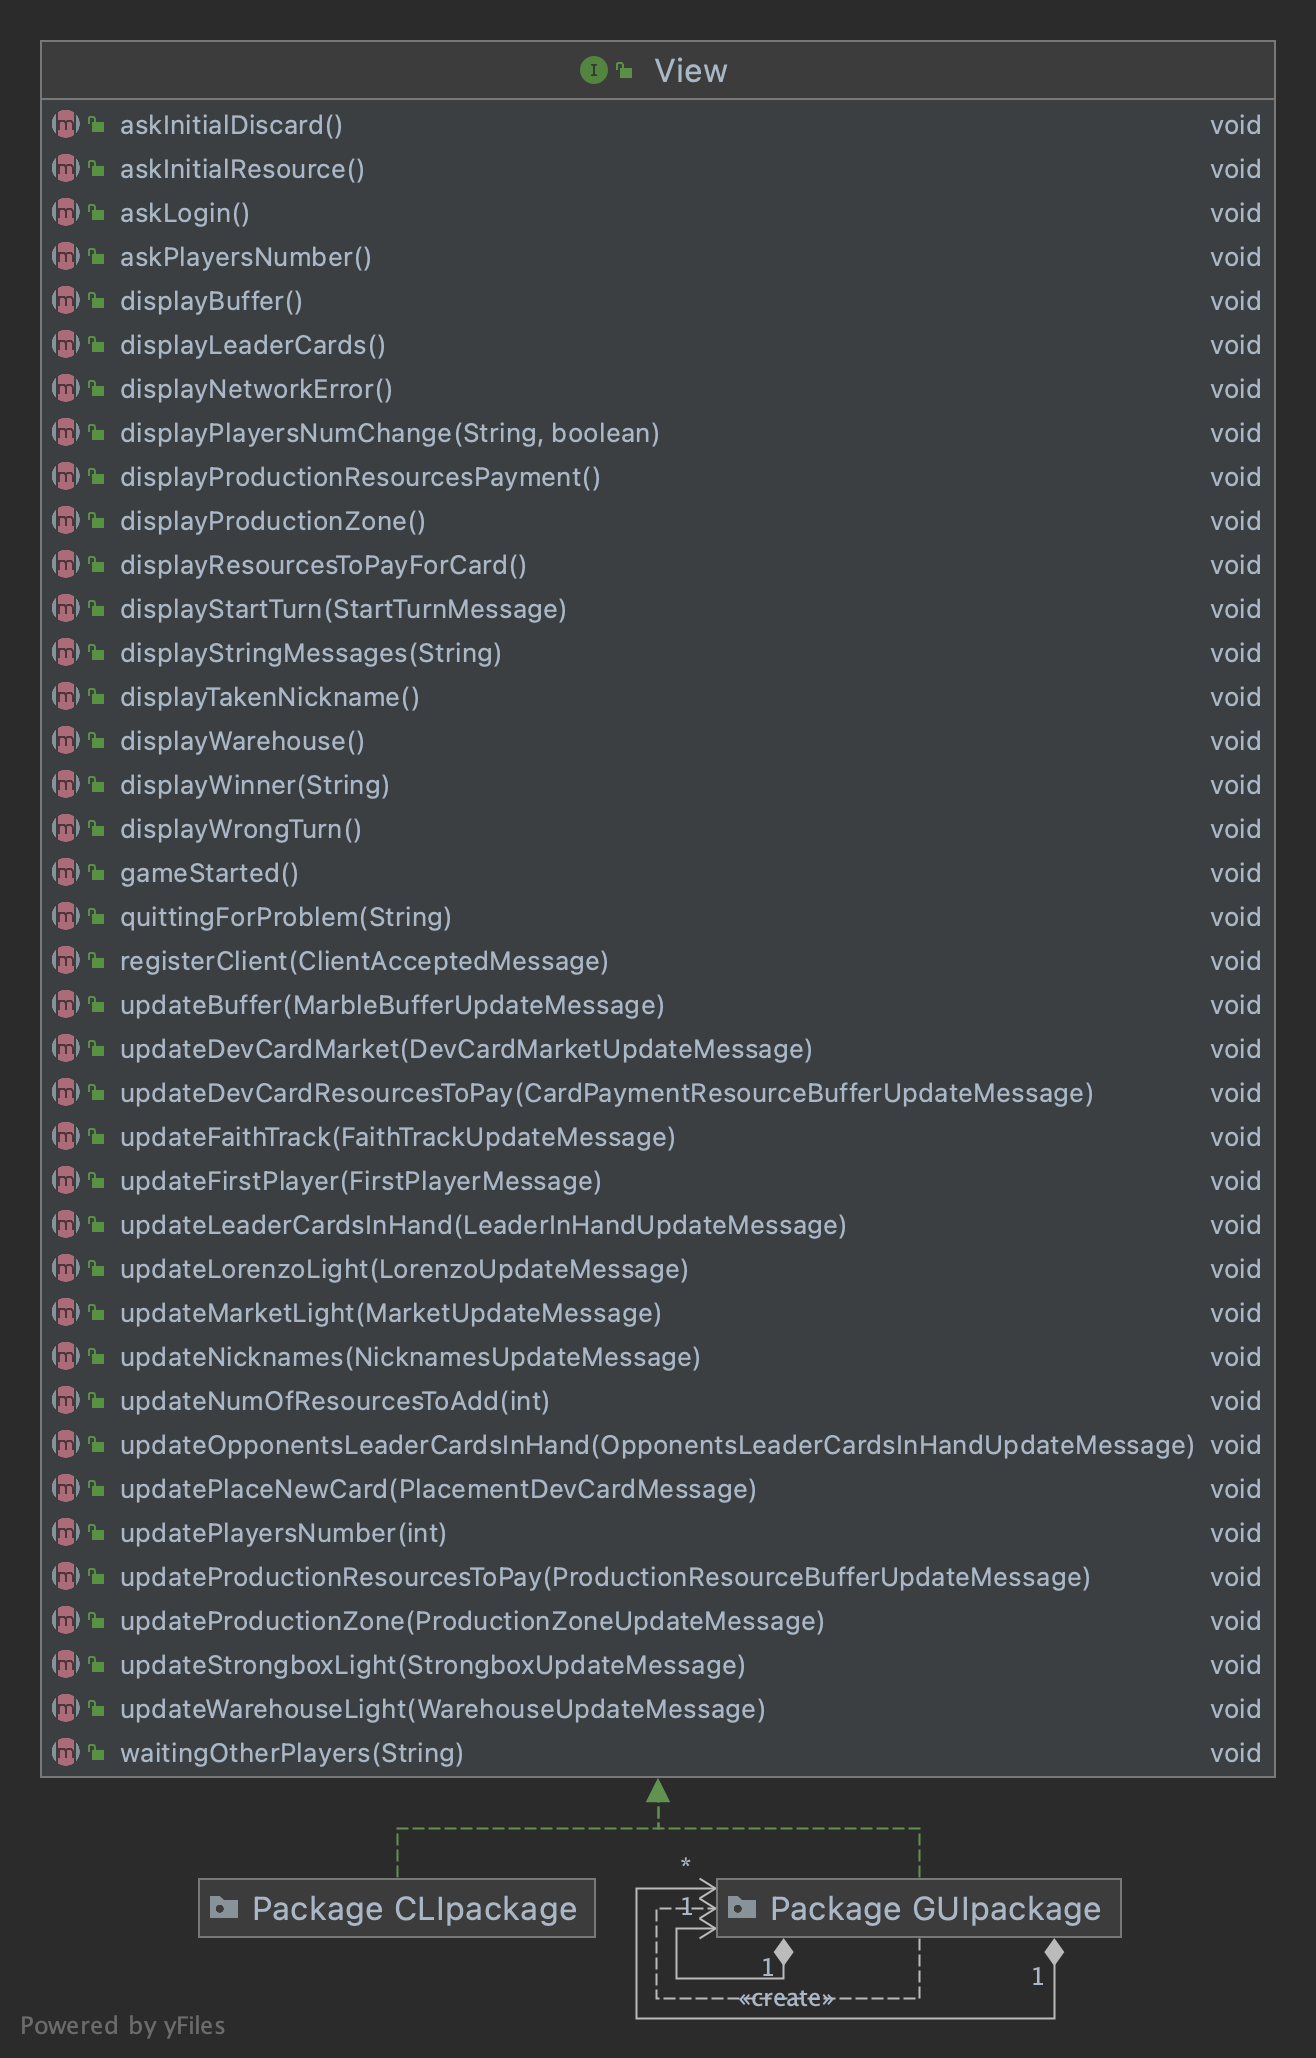 I View
m askInitialDiscard() void
m askInitialResource() void
m askLogin() void
m askPlayersNumber() void
m displayBuffer() void
m displayLeaderCards() void
m displayNetworkError() void
m displayPlayersNumChange(String, boolean) void
m displayProductionResourcesPayment() void
m displayProductionZone() void
m displayResourcesToPayForCard() void
m displayStartTurn(StartTurnMessage) void
m displayStringMessages(String) void
m displayTakenNickname() void
m displayWarehouse() void
m displayWinner(String) void
m displayWrongTurn() void
m gameStarted() void
m quittingForProblem(String) void
m registerClient(ClientAcceptedMessage) void
m updateBuffer(MarbleBufferUpdateMessage) void
m updateDevCardMarket(DevCardMarketUpdateMessage) void
m updateDevCardResourcesToPay(CardPaymentResourceBufferUpdateMessage) void
m updateFaithTrack(FaithTrackUpdateMessage) void
m updateFirstPlayer(FirstPlayerMessage) void
m updateLeaderCardsInHand(LeaderInHandUpdateMessage) void
m updateLorenzoLight(LorenzoUpdateMessage) void
m updateMarketLight(MarketUpdateMessage) void
m updateNicknames(NicknamesUpdateMessage) void
m updateNumOfResourcesToAdd(int) void
m updateOpponentsLeaderCardsInHand(OpponentsLeaderCardsInHandUpdateMessage) void
m updatePlaceNewCard(PlacementDevCardMessage) void
m updatePlayersNumber(int) void
m updateProductionResourcesToPay(ProductionResourceBufferUpdateMessage) void
m updateProductionZone(ProductionZoneUpdateMessage) void
m updateStrongboxLight(StrongboxUpdateMessage) void
m updateWarehouseLight(WarehouseUpdateMessage) void
m waitingOtherPlayers(String) void
*
Package CLIpackage
1 Package GUIpackage
1
1
«create»
Powered by yFiles